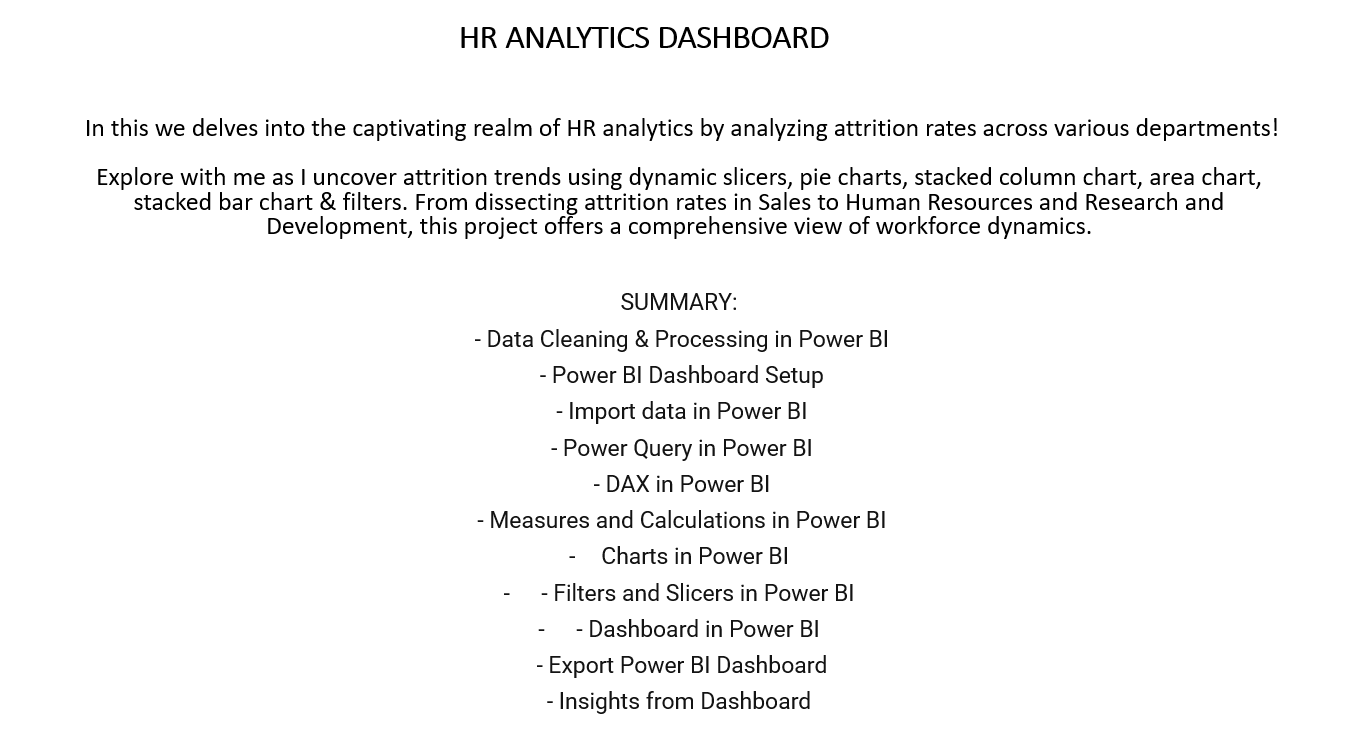 HR ANALYTICS DASHBOARD
In this we delves into the captivating realm of HR analytics by analyzing attrition rates across various departments!
Explore with me as I uncover attrition trends using dynamic slicers, pie charts, stacked column chart, area chart,
stacked bar chart & filters. From dissecting attrition rates in Sales to Human Resources and Research and
Development, this project offers a comprehensive view of workforce dynamics.
SUMMARY:
- Data Cleaning & Processing in Power BI
- Power BI Dashboard Setup
- Import data in Power BI
- Power Query in Power BI
- DAX in Power BI
- Measures and Calculations in Power BI
- Charts in Power BI
- - Filters and Slicers in Power BI
- - Dashboard in Power BI
- Export Power BI Dashboard
- Insights from Dashboard